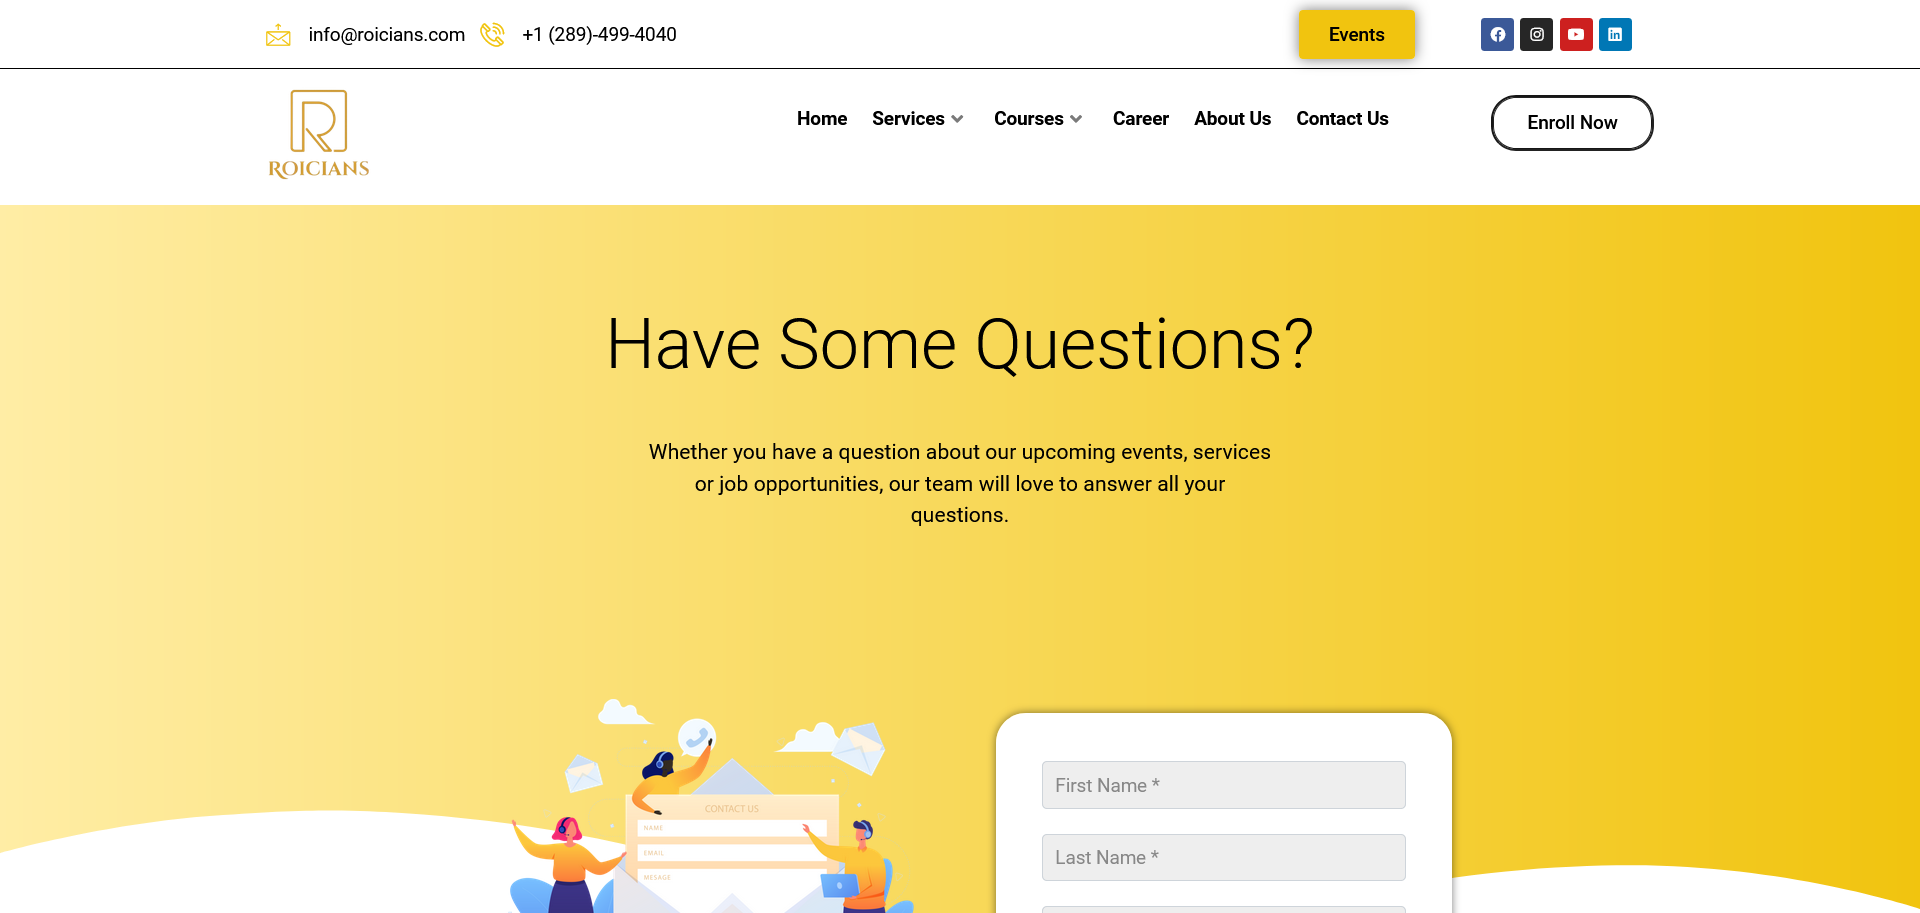 info@roicians.com
+1 (289)-499-4040
Events
ROICIANS
Home
Services
Courses
Career
About Us
Contact Us
Enroll Now
Have Some Questions?
Whether you have a question about our upcoming events, services
or job opportunities, our team will love to answer all your
questions.
CONTACT US
NAME
EMAIL
MESAGE
First Name *
Last Name *